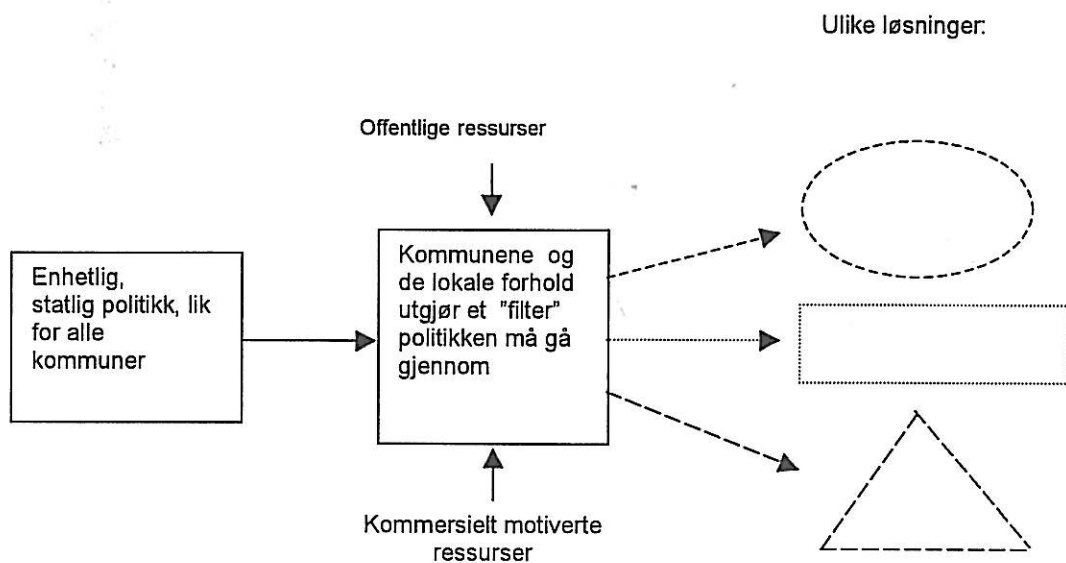 Ulike løsninger:
Offentlige ressurser
Enhetlig,
statlig politikk, lik
for alle
kommuner
Kommunene og
de lokale forhold
utgjør et "filter"
politikken må gå
gjennom
Kommersielt motiverte
ressurser